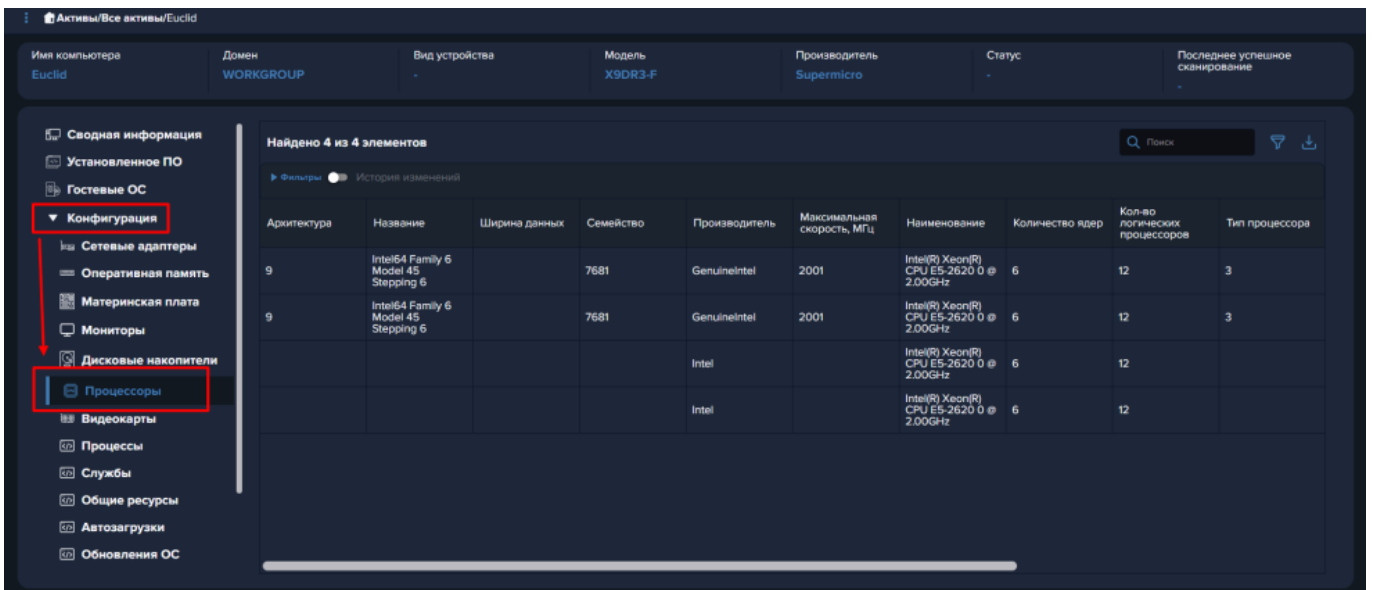 Активы/Все активы/Euclid
Имя компьютера Домен Вид устройства Модель Производитель Статус Последнее успешное
сканирование
Euclid WORKGROUP - X9DR3-F Supermicro - -
Сводная информация
Установленное ПО
Гостевые ОС
Конфигурация
Сетевые адаптеры
Оперативная память
Материнская плата
Мониторы
Дисковые накопители
Процессоры
Видеокарты
Процессы
Службы
Общие ресурсы
Автозагрузки
Обновления ОС
Найдено 4 из 4 элементов Поиск
Фильтры История изменений
Архитектура Название Ширина данных Семейство Производитель Максимальная
скорость, МГц Наименование Количество ядер Кол-во
логических
процессоров Тип процессора
9 Intel64 Family 6
Model 45
Stepping 6 7681 GenuineIntel 2001 Intel(R) Xeon(R)
CPU E5-2620 0 @
2.00GHz 6 12 3
9 Intel64 Family 6
Model 45
Stepping 6 7681 GenuineIntel 2001 Intel(R) Xeon(R)
CPU E5-2620 0 @
2.00GHz 6 12 3
Intel Intel(R) Xeon(R)
CPU E5-2620 0 @
2.00GHz 6 12
Intel Intel(R) Xeon(R)
CPU E5-2620 0 @
2.00GHz 6 12